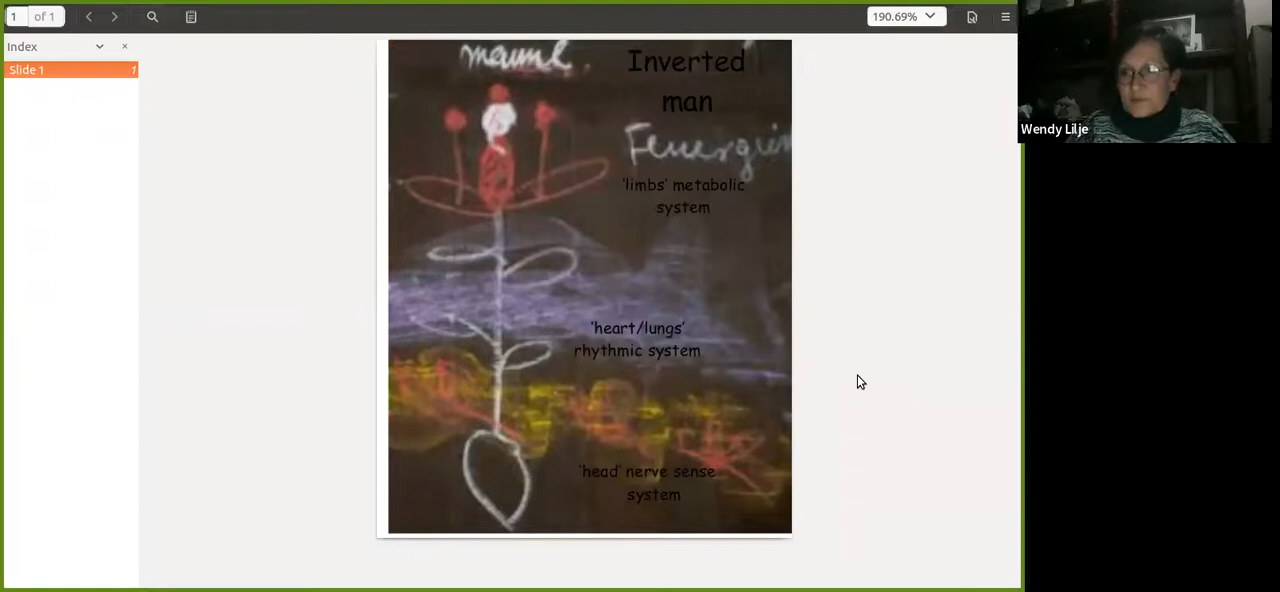 1 of 1
190.69%
Index
Slide 1 1
Wendy Lilje
Inverted
man
'limbs' metabolic
system
'heart/lungs'
rhythmic system
'head' nerve sense
system